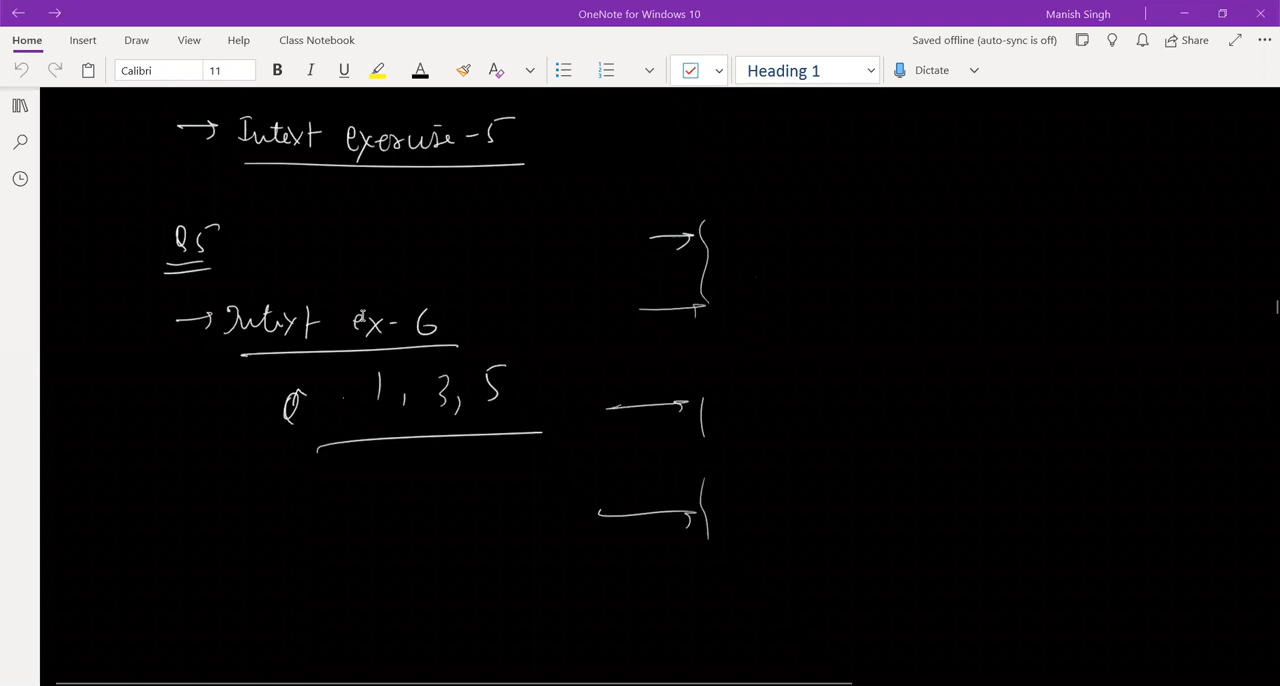 OneNote for Windows 10
Manish Singh
Home Insert Draw View Help Class Notebook
Saved offline (auto-sync is off)
Share
Calibri 11 B I U A Heading 1 Dictate
→ Intext exercise - 5
Q5
→ Intext ex - 6
Q. 1, 3, 5